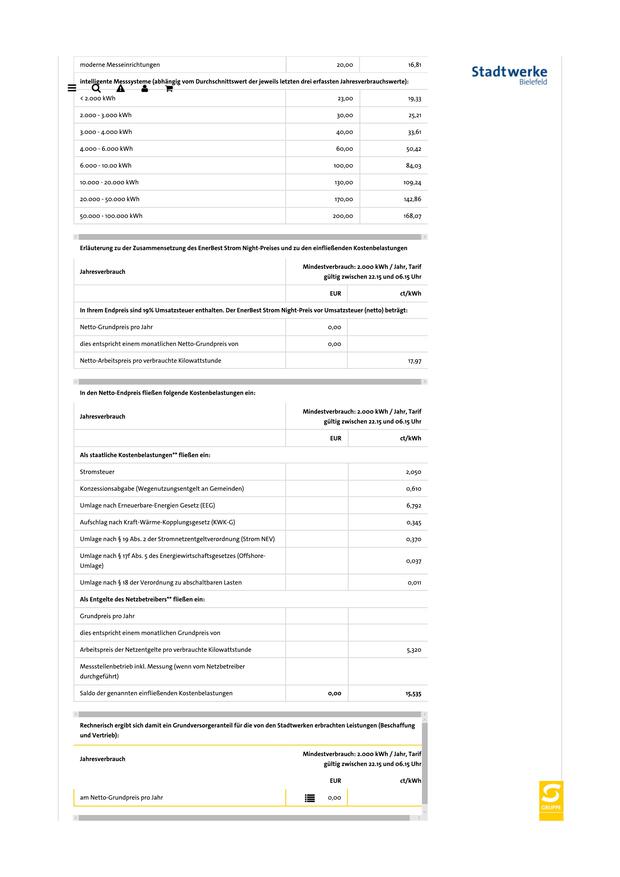 moderne Messeinrichtungen 20,00 16,81
Stadtwerke
Bielefeld
intelligente Messsysteme (abhängig vom Durchschnittswert der jeweils letzten drei erfassten Jahresverbrauchswerte):
< 2.000 kWh 23,00 19,33
2.000 - 3.000 kWh 30,00 25,21
3.000 - 4.000 kWh 40,00 33,61
4.000 - 6.000 kWh 60,00 50,42
6.000 - 10.00 kWh 100,00 84,03
10.000 - 20.000 kWh 130,00 109,24
20.000 - 50.000 kWh 170,00 142,86
50.000 - 100.000 kWh 200,00 168,07
Erläuterung zu der Zusammensetzung des EnerBest Strom Night-Preises und zu den einfließenden Kostenbelastungen
Jahresverbrauch Mindestverbrauch: 2.000 kWh / Jahr, Tarif
gültig zwischen 22.15 und 06.15 Uhr
EUR ct/kWh
In Ihrem Endpreis sind 19% Umsatzsteuer enthalten. Der EnerBest Strom Night-Preis vor Umsatzsteuer (netto) beträgt:
Netto-Grundpreis pro Jahr 0,00
dies entspricht einem monatlichen Netto-Grundpreis von 0,00
Netto-Arbeitspreis pro verbrauchte Kilowattstunde 17,97
In den Netto-Endpreis fließen folgende Kostenbelastungen ein:
Jahresverbrauch Mindestverbrauch: 2.000 kWh / Jahr, Tarif
gültig zwischen 22.15 und 06.15 Uhr
EUR ct/kWh
Als staatliche Kostenbelastungen** fließen ein:
Stromsteuer 2,050
Konzessionsabgabe (Wegenutzungsentgelt an Gemeinden) 0,610
Umlage nach Erneuerbare-Energien Gesetz (EEG) 6,792
Aufschlag nach Kraft-Wärme-Kopplungsgesetz (KWK-G) 0,345
Umlage nach § 19 Abs. 2 der Stromnetzentgeltverordnung (Strom NEV) 0,370
Umlage nach § 17f Abs. 5 des Energiewirtschaftsgesetzes (Offshore-
Umlage) 0,037
Umlage nach § 18 der Verordnung zu abschaltbaren Lasten 0,011
Als Entgelte des Netzbetreibers** fließen ein:
Grundpreis pro Jahr
dies entspricht einem monatlichen Grundpreis von
Arbeitspreis der Netzentgelte pro verbrauchte Kilowattstunde 5,320
Messstellenbetrieb inkl. Messung (wenn vom Netzbetreiber
durchgeführt)
Saldo der genannten einfließenden Kostenbelastungen 0,00 15,535
Rechnerisch ergibt sich damit ein Grundversorgeranteil für die von den Stadtwerken erbrachten Leistungen (Beschaffung
und Vertrieb):
Jahresverbrauch Mindestverbrauch: 2.000 kWh / Jahr, Tarif
gültig zwischen 22.15 und 06.15 Uhr
EUR ct/kWh
am Netto-Grundpreis pro Jahr 0,00
GRUPPE